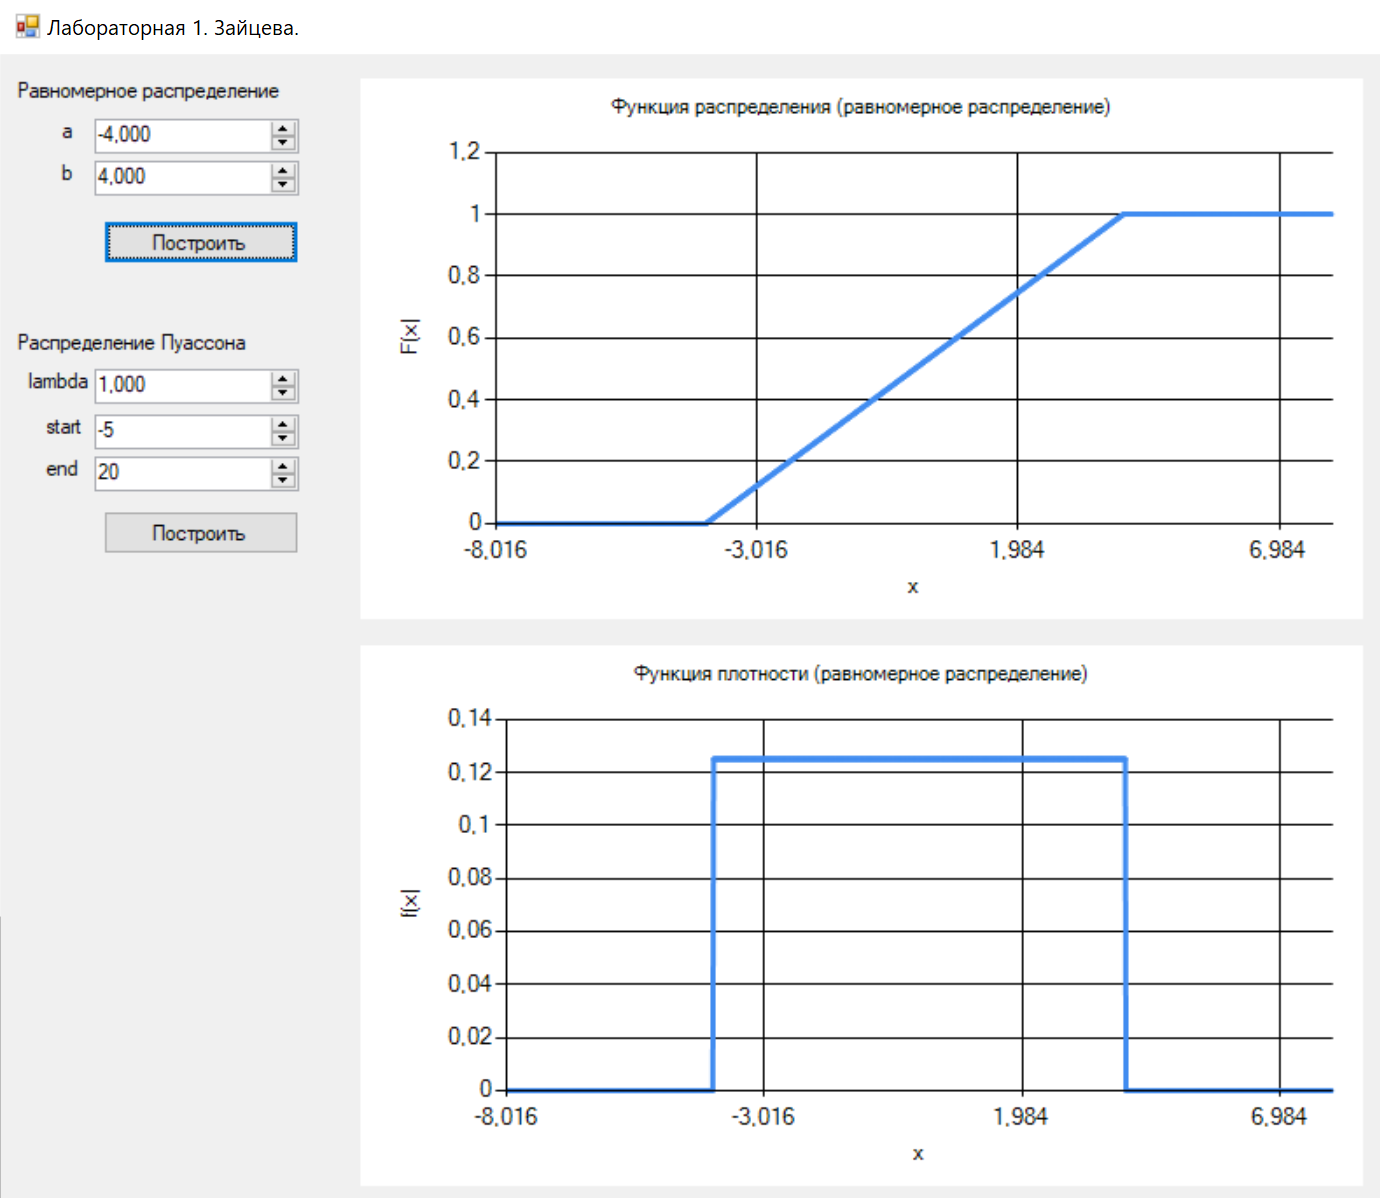 Лабораторная 1. Зайцева.
Равномерное распределение
a -4,000
b 4,000
Построить
Распределение Пуассона
lambda 1,000
start -5
end 20
Построить
Функция распределения (равномерное распределение)
1,2
1
0,8
0,6
0,4
0,2
0
F(x)
-8,016 -3,016 1,984 6,984
x
Функция плотности (равномерное распределение)
0,14
0,12
0,1
0,08
0,06
0,04
0,02
0
f(x)
-8,016 -3,016 1,984 6,984
x